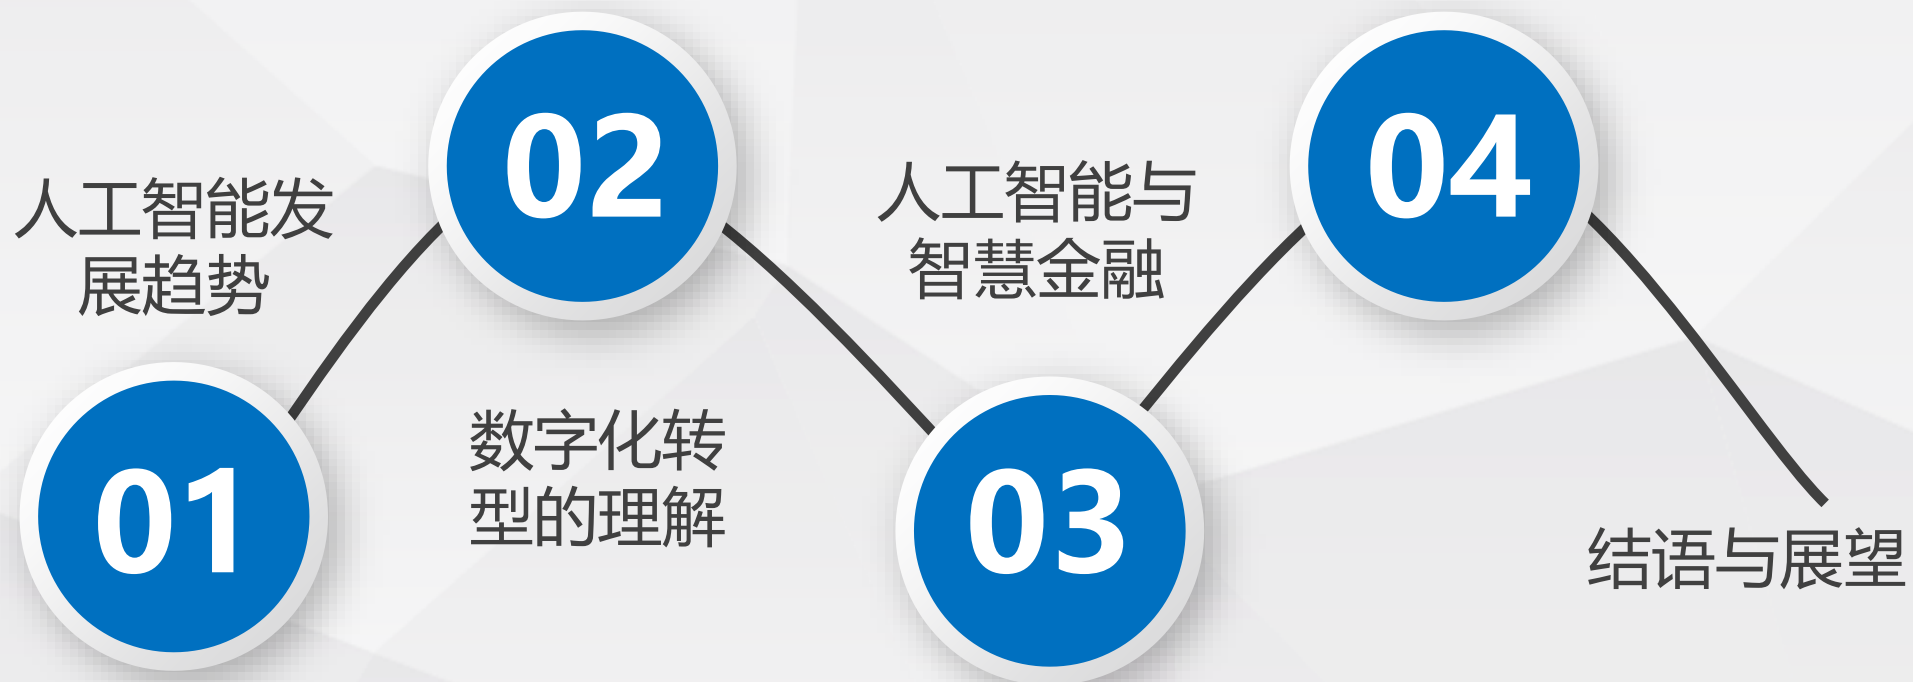 01
人工智能发
展趋势
02
数字化转
型的理解
03
人工智能与
智慧金融
04
结语与展望